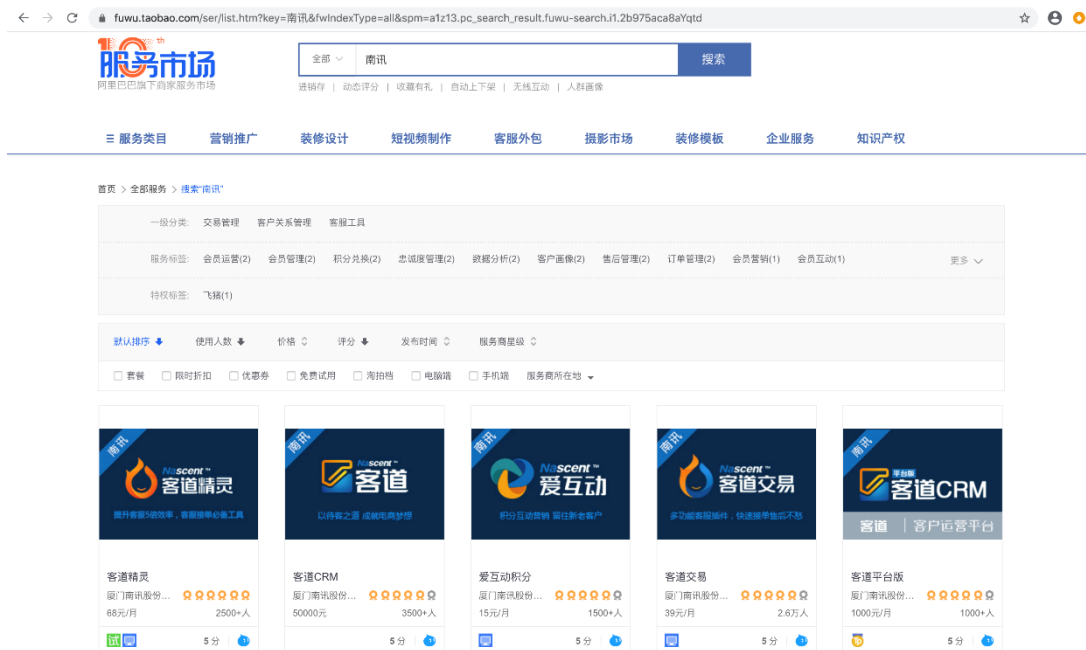 fuwu.taobao.com/ser/list.htm?key=南讯&fwIndexType=all&spm=a1z13.pc_search_result.fuwu-search.i1.2b975aca8aYqtd
10th
服务市场
阿里巴巴旗下商家服务市场
全部 南讯 搜索
进销存 | 动态评分 | 收藏有礼 | 自动上下架 | 无线互动 | 人群画像
服务类目 营销推广 装修设计 短视频制作 客服外包 摄影市场 装修模板 企业服务 知识产权
首页 > 全部服务 > 搜索"南讯"
一级分类: 交易管理 客户关系管理 客服工具
服务标签: 会员运营(2) 会员管理(2) 积分兑换(2) 忠诚度管理(2) 数据分析(2) 客户画像(2) 售后管理(2) 订单管理(2) 会员营销(1) 会员互动(1) 更多
特权标签: 飞猪(1)
默认排序 使用人数 价格 评分 发布时间 服务商星级
套餐 限时折扣 优惠券 免费试用 淘拍档 电脑端 手机端 服务商所在地
南讯 南讯 南讯 南讯 南讯
Nascent™ Nascent™ Nascent™ Nascent™ 平台版
客道精灵 客道 爱互动 客道交易 客道CRM
提升客服5倍效率，客服接单必备工具 以待客之道 成就电商梦想 积分互动营销 留住新老客户 多功能客服插件，快速接单售后不愁 客道 | 客户运营平台
客道精灵 客道CRM 爱互动积分 客道交易 客道平台版
厦门南讯股份... 厦门南讯股份... 厦门南讯股份... 厦门南讯股份... 厦门南讯股份...
68元/月 2500+人 50000元 3500+人 15元/月 1500+人 39元/月 2.6万人 1000元/月 1000+人
试 5 分 5 分 5 分 5 分 5 分